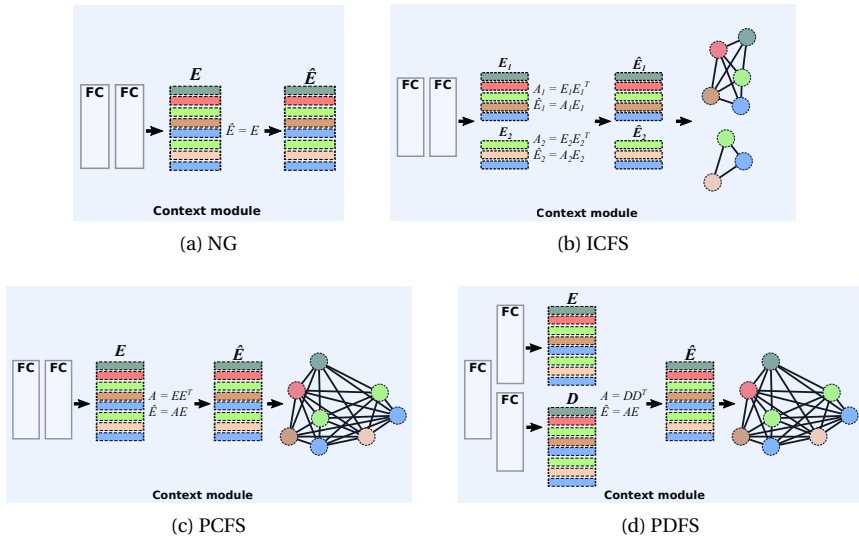 FC FC
E
Ê
Ê = E
Context module
(a) NG
FC FC
E₁
A₁ = E₁E₁ᵀ
Ê₁ = A₁E₁
Ê₁
E₂
A₂ = E₂E₂ᵀ
Ê₂ = A₂E₂
Ê₂
Context module
(b) ICFS
FC FC
E
A = EEᵀ
Ê = AE
Ê
Context module
(c) PCFS
FC
E
FC
FC
D
A = DDᵀ
Ê = AE
Ê
Context module
(d) PDFS